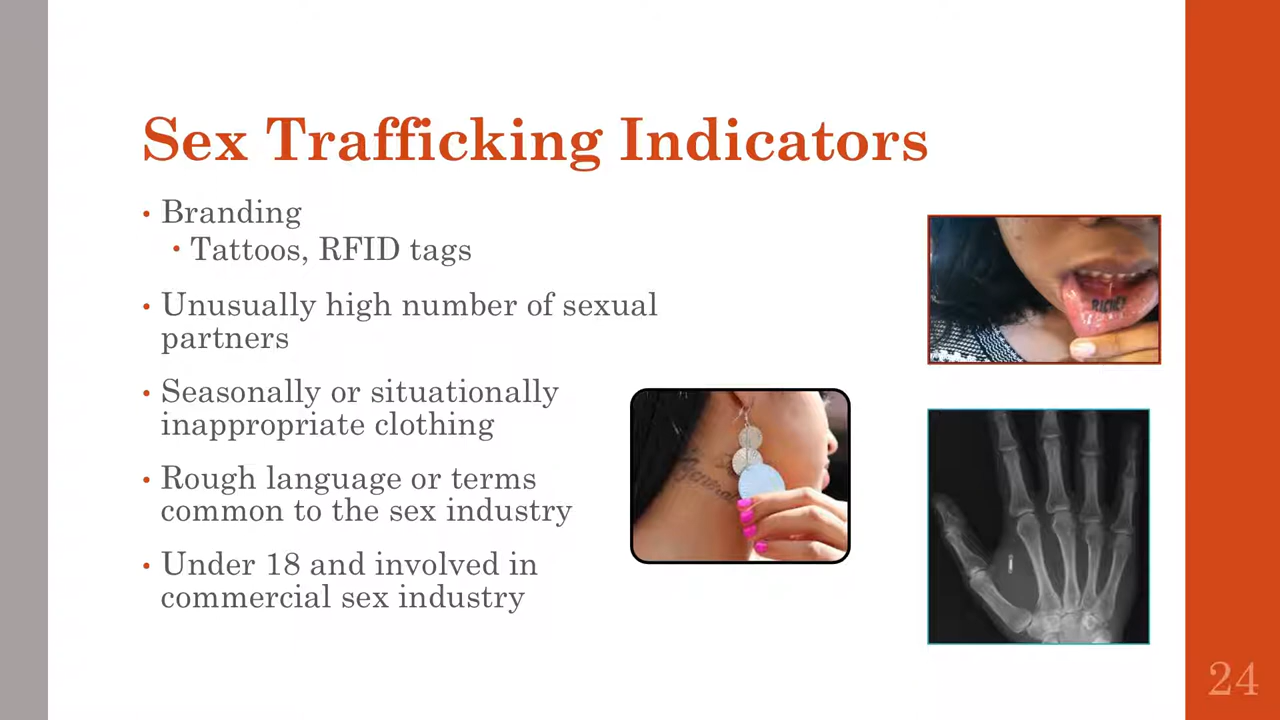 Sex Trafficking Indicators
• Branding
• Tattoos, RFID tags
• Unusually high number of sexual
partners
• Seasonally or situationally
inappropriate clothing
• Rough language or terms
common to the sex industry
• Under 18 and involved in
commercial sex industry
24